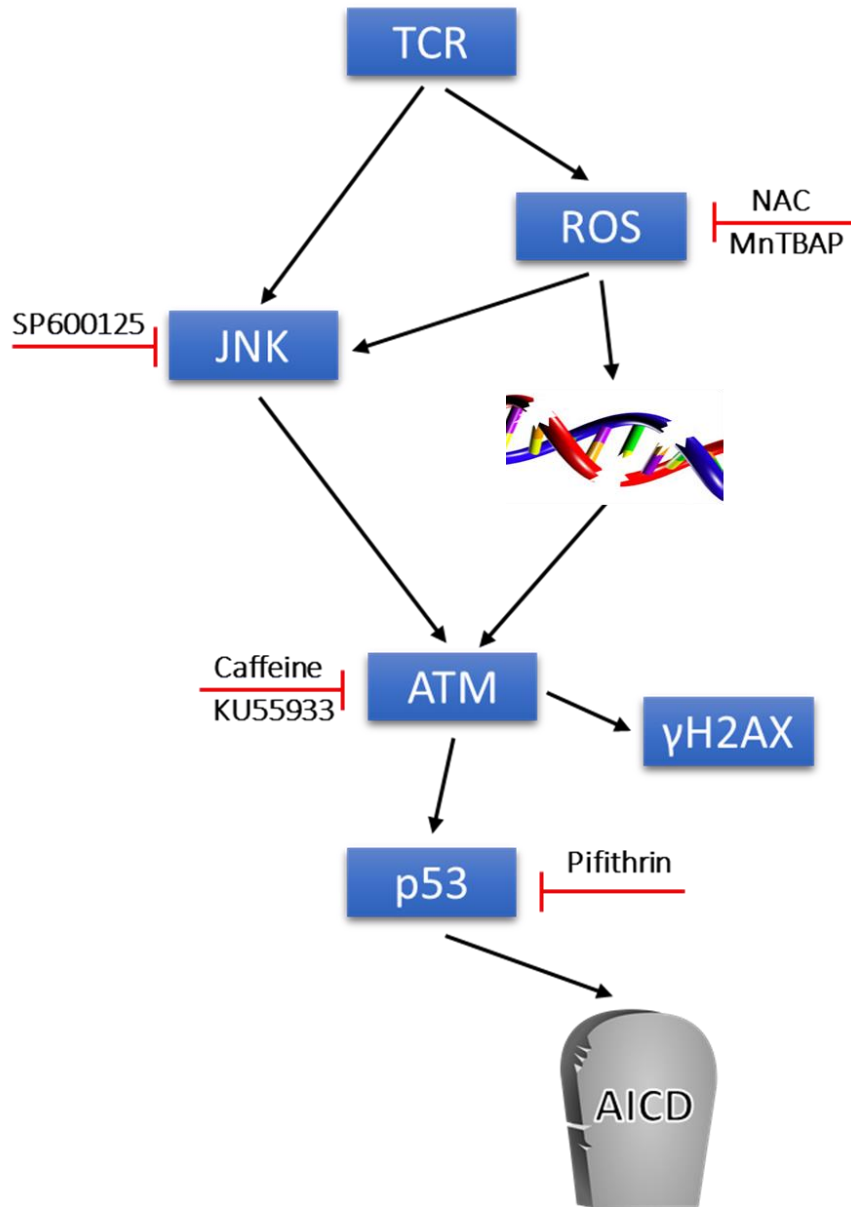 TCR
ROS
NAC
MnTBAP
SP600125
JNK
Caffeine
KU55933
ATM
γH2AX
p53
Pifithrin
AICD